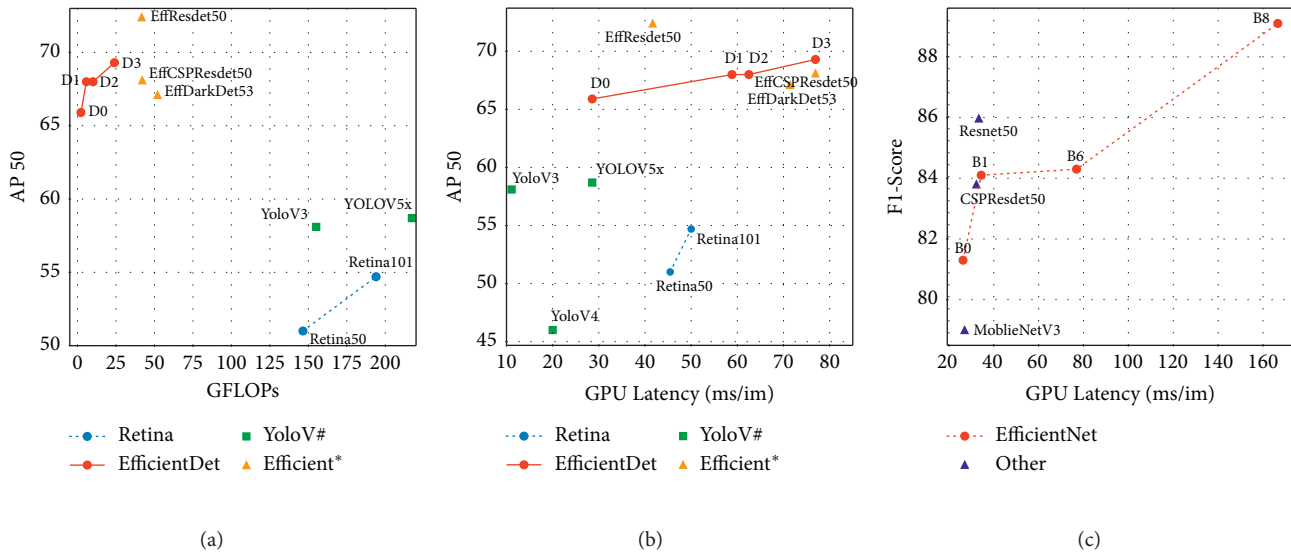 AP 50
70
65
60
55
50
EffResdet50
D3
D1
D2
EffCSPResdet50
EffDarkDet53
D0
YoloV3
YOLOV5x
Retina101
Retina50
0 25 50 75 100 125 150 175 200
GFLOPs
Retina
YoloV#
EfficientDet
Efficient*
(a)
AP 50
70
65
60
55
50
45
EffResdet50
D3
D1 D2
D0
EffCSPResdet50
EffDarkDet53
YoloV3
YOLOV5x
Retina101
Retina50
YoloV4
10 20 30 40 50 60 70 80
GPU Latency (ms/im)
Retina
YoloV#
EfficientDet
Efficient*
(b)
F1-Score
88
86
84
82
80
B8
Resnet50
B1
B6
CSPResdet50
B0
MoblieNetV3
20 40 60 80 100 120 140 160
GPU Latency (ms/im)
EfficientNet
Other
(c)